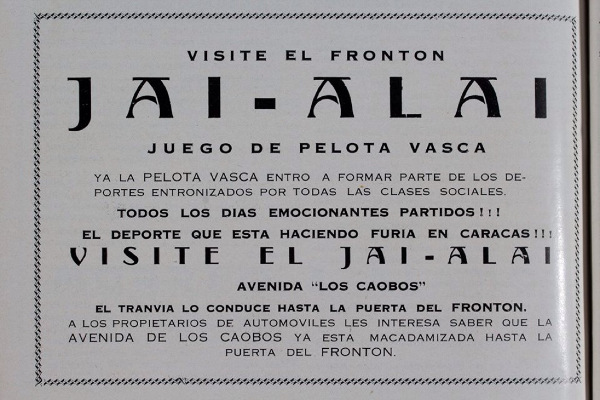 VISITE EL FRONTON
JAI-ALAI
JUEGO DE PELOTA VASCA
YA LA PELOTA VASCA ENTRO A FORMAR PARTE DE LOS DE-
PORTES ENTRONIZADOS POR TODAS LAS CLASES SOCIALES.
TODOS LOS DIAS EMOCIONANTES PARTIDOS!!!
EL DEPORTE QUE ESTA HACIENDO FURIA EN CARACAS!!!
VISITE EL JAI-ALAI
AVENIDA "LOS CAOBOS"
EL TRANVIA LO CONDUCE HASTA LA PUERTA DEL FRONTON.
A LOS PROPIETARIOS DE AUTOMOVILES LES INTERESA SABER QUE LA
AVENIDA DE LOS CAOBOS YA ESTA MACADAMIZADA HASTA LA
PUERTA DEL FRONTON.